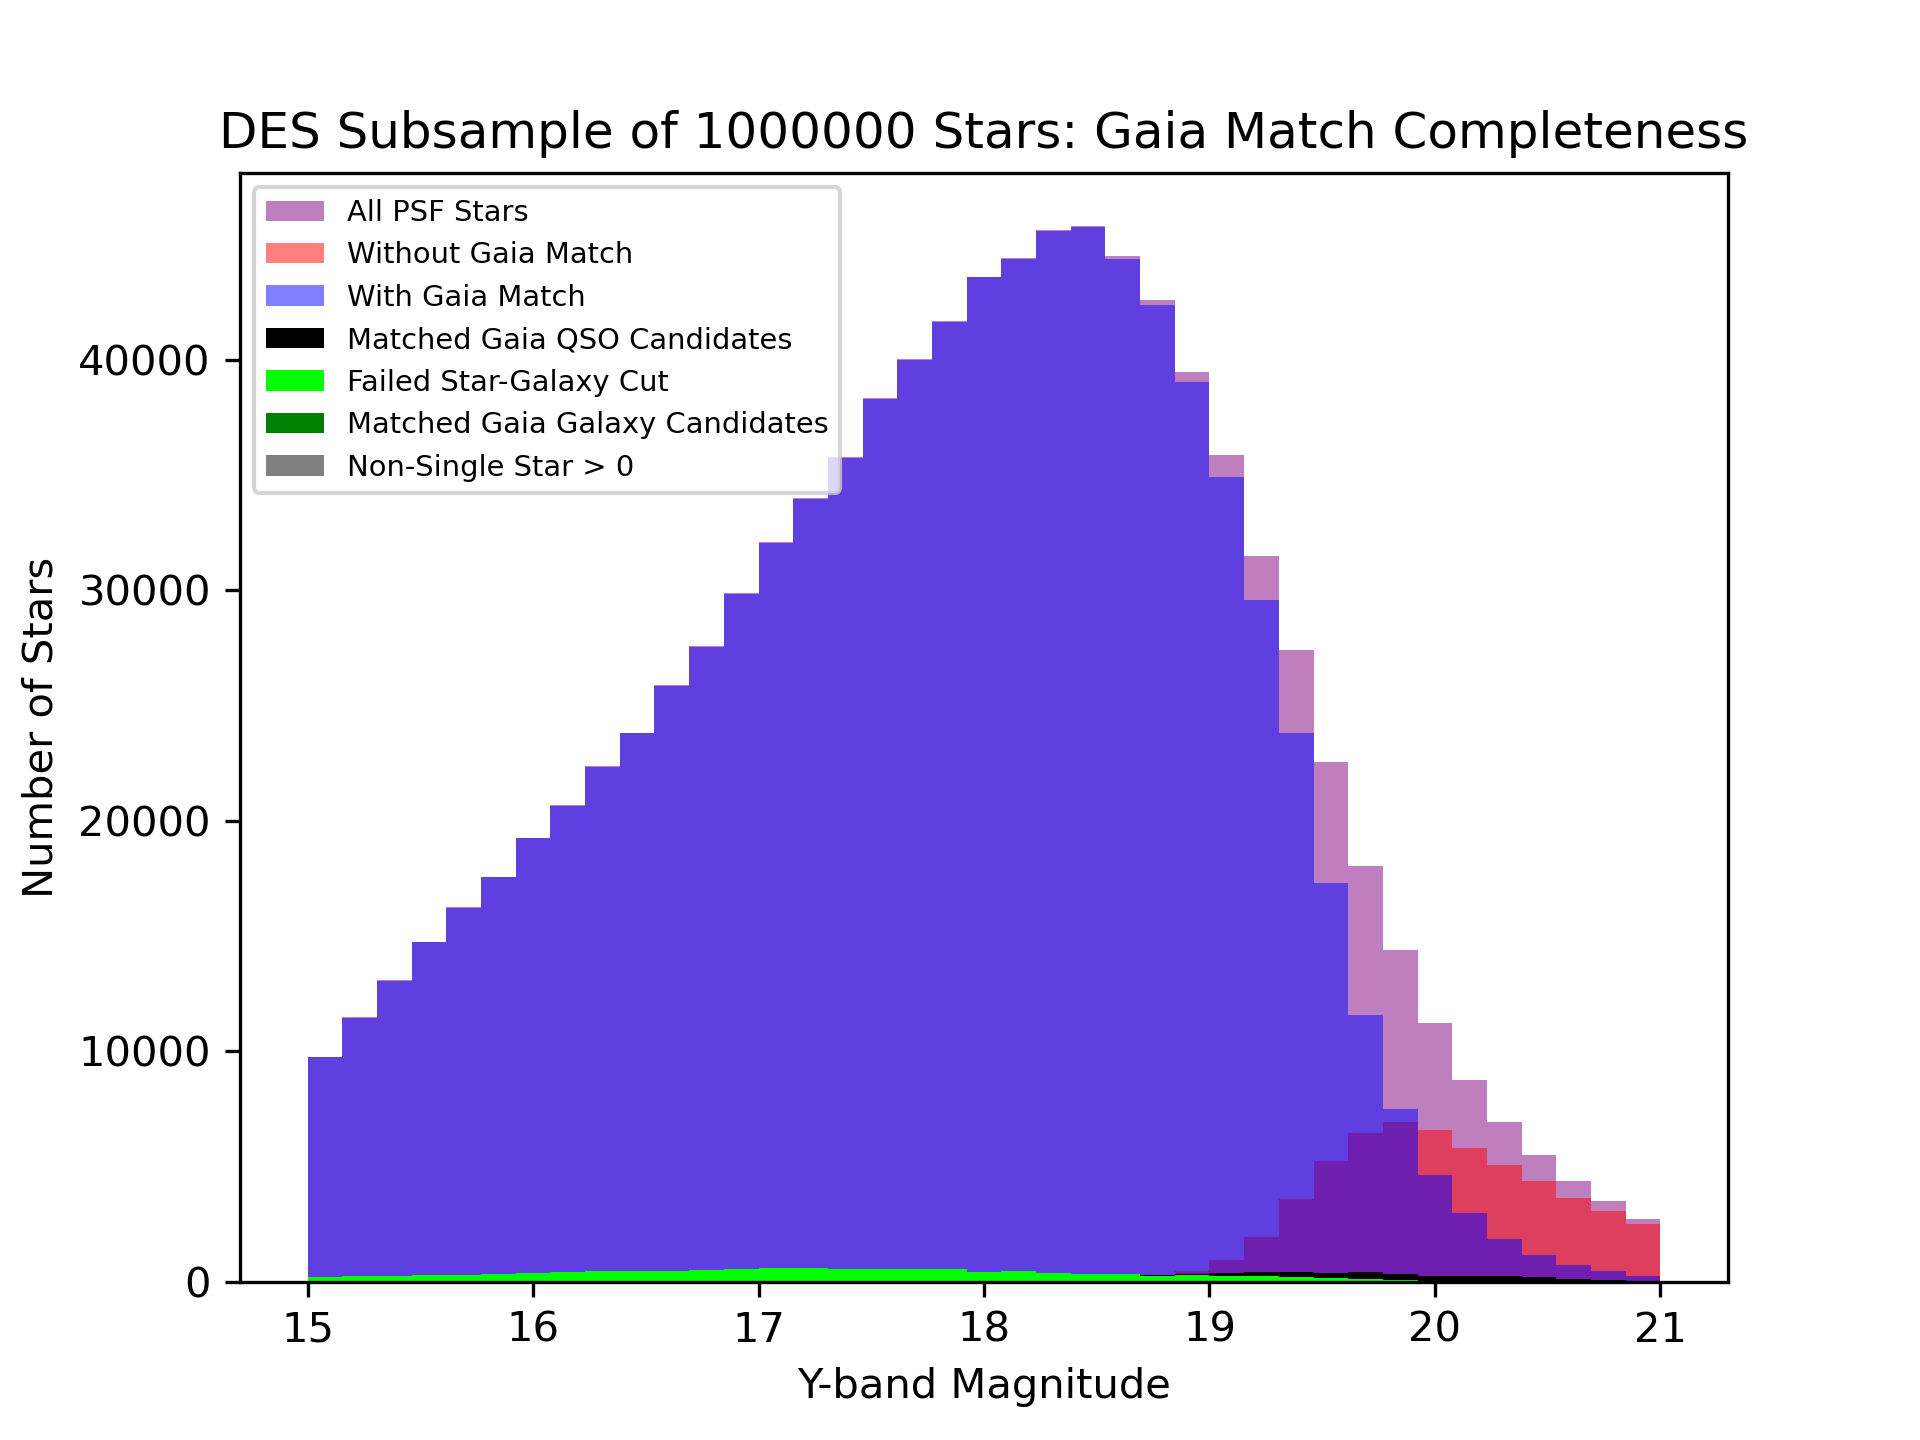 DES Subsample of 1000000 Stars: Gaia Match Completeness
All PSF Stars
Without Gaia Match
With Gaia Match
Matched Gaia QSO Candidates
Failed Star-Galaxy Cut
Matched Gaia Galaxy Candidates
Non-Single Star > 0
Number of Stars
40000
30000
20000
10000
0
15 16 17 18 19 20 21
Y-band Magnitude